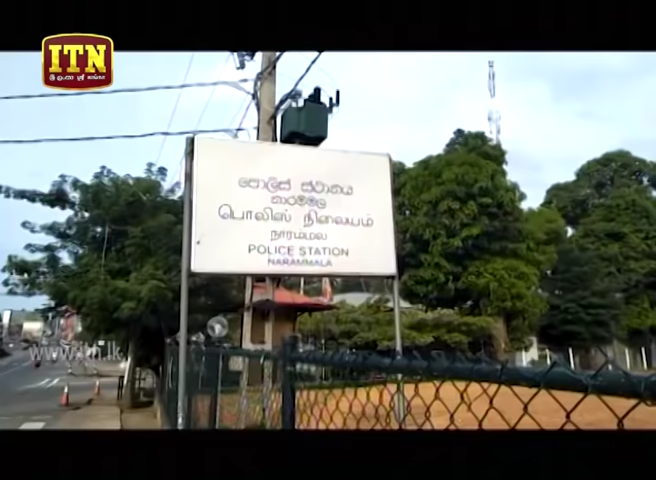 ITN
පොලිස් ස්ථානය
නාරම්මල
பொலிஸ் நிலையம்
நாரம்மல
POLICE STATION
NARAMMALA
www.itn.lk